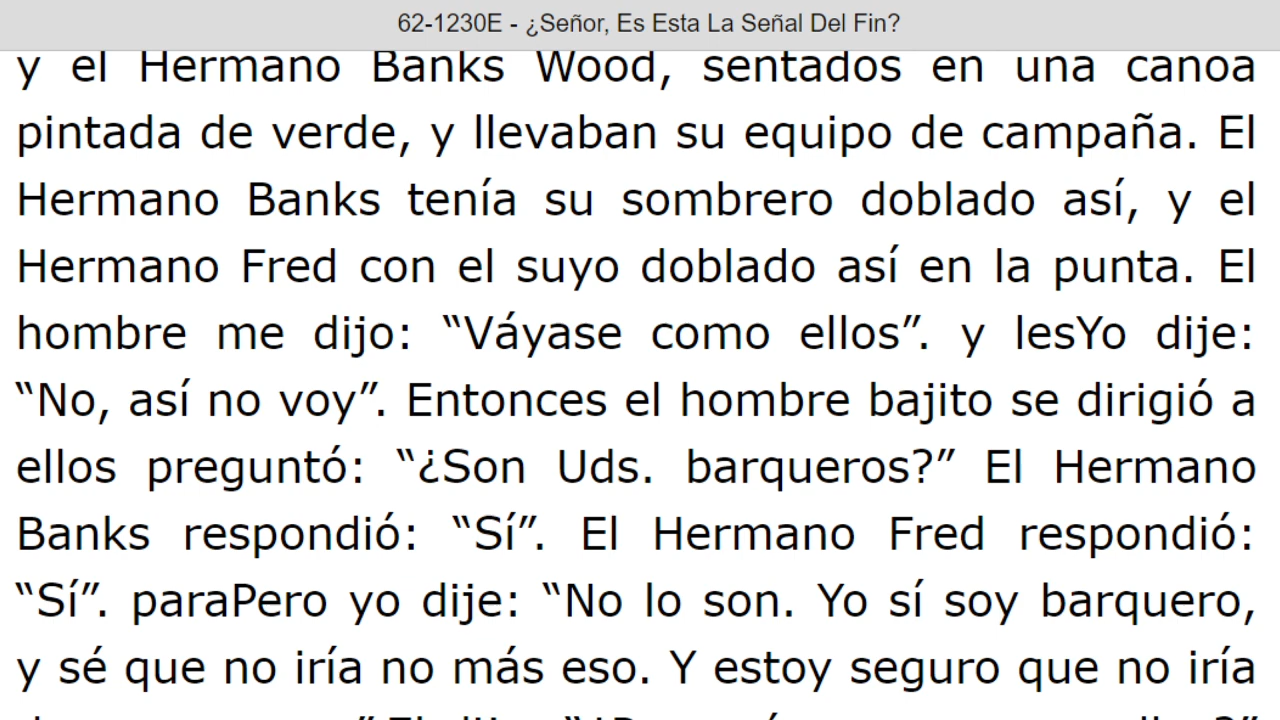 62-1230E - ¿Señor, Es Esta La Señal Del Fin?
y el Hermano Banks Wood, sentados en una canoa
pintada de verde, y llevaban su equipo de campaña. El
Hermano Banks tenía su sombrero doblado así, y el
Hermano Fred con el suyo doblado así en la punta. El
hombre me dijo: “Váyase como ellos”. y lesYo dije:
“No, así no voy”. Entonces el hombre bajito se dirigió a
ellos preguntó: “¿Son Uds. barqueros?” El Hermano
Banks respondió: “Sí”. El Hermano Fred respondió:
“Sí”. paraPero yo dije: “No lo son. Yo sí soy barquero,
y sé que no iría no más eso. Y estoy seguro que no iría